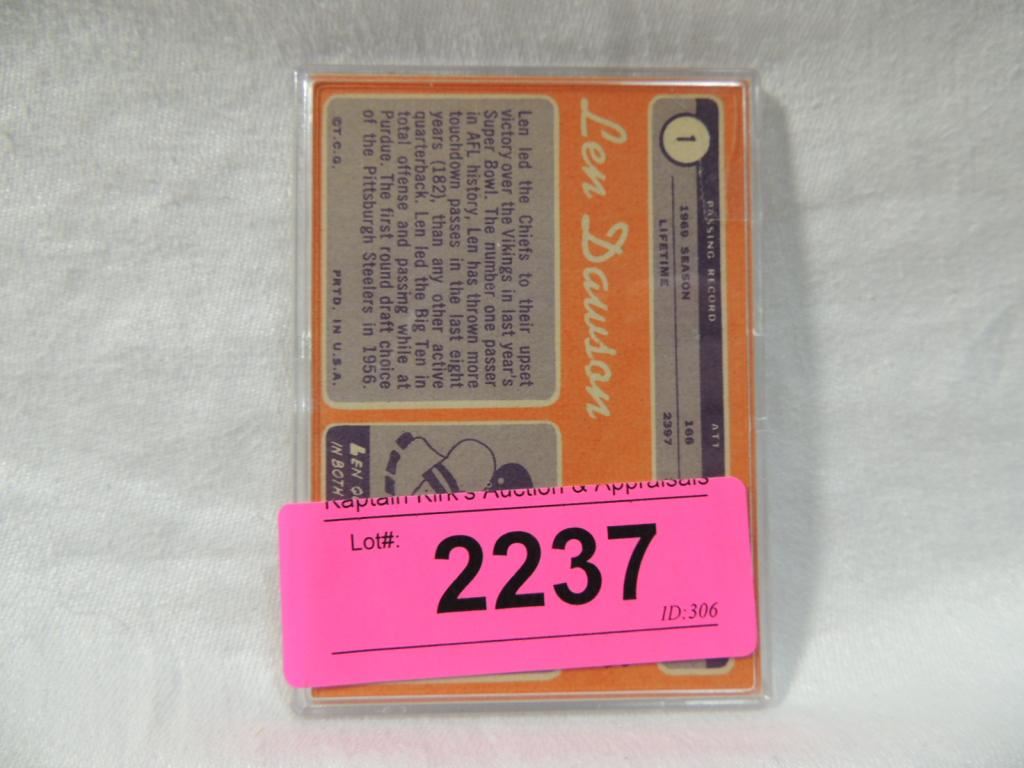 1
PASSING RECORD
1969 SEASON 166
LIFETIME 2397
Len Dawson
Len led the Chiefs to their upset
victory over the Vikings in last year's
Super Bowl. The number one passer
in AFL history, Len has thrown more
touchdown passes in the last eight
years (182), than any other active
quarterback. Len led the Big Ten in
total offense and passing while at
Purdue. The first round draft choice
of the Pittsburgh Steelers in 1956.
©T.C.G. PRTD. IN U.S.A.
LEN
IN BOTH
Kaptain Kirk's Auction & Appraisals
Lot#: 2237
ID:306